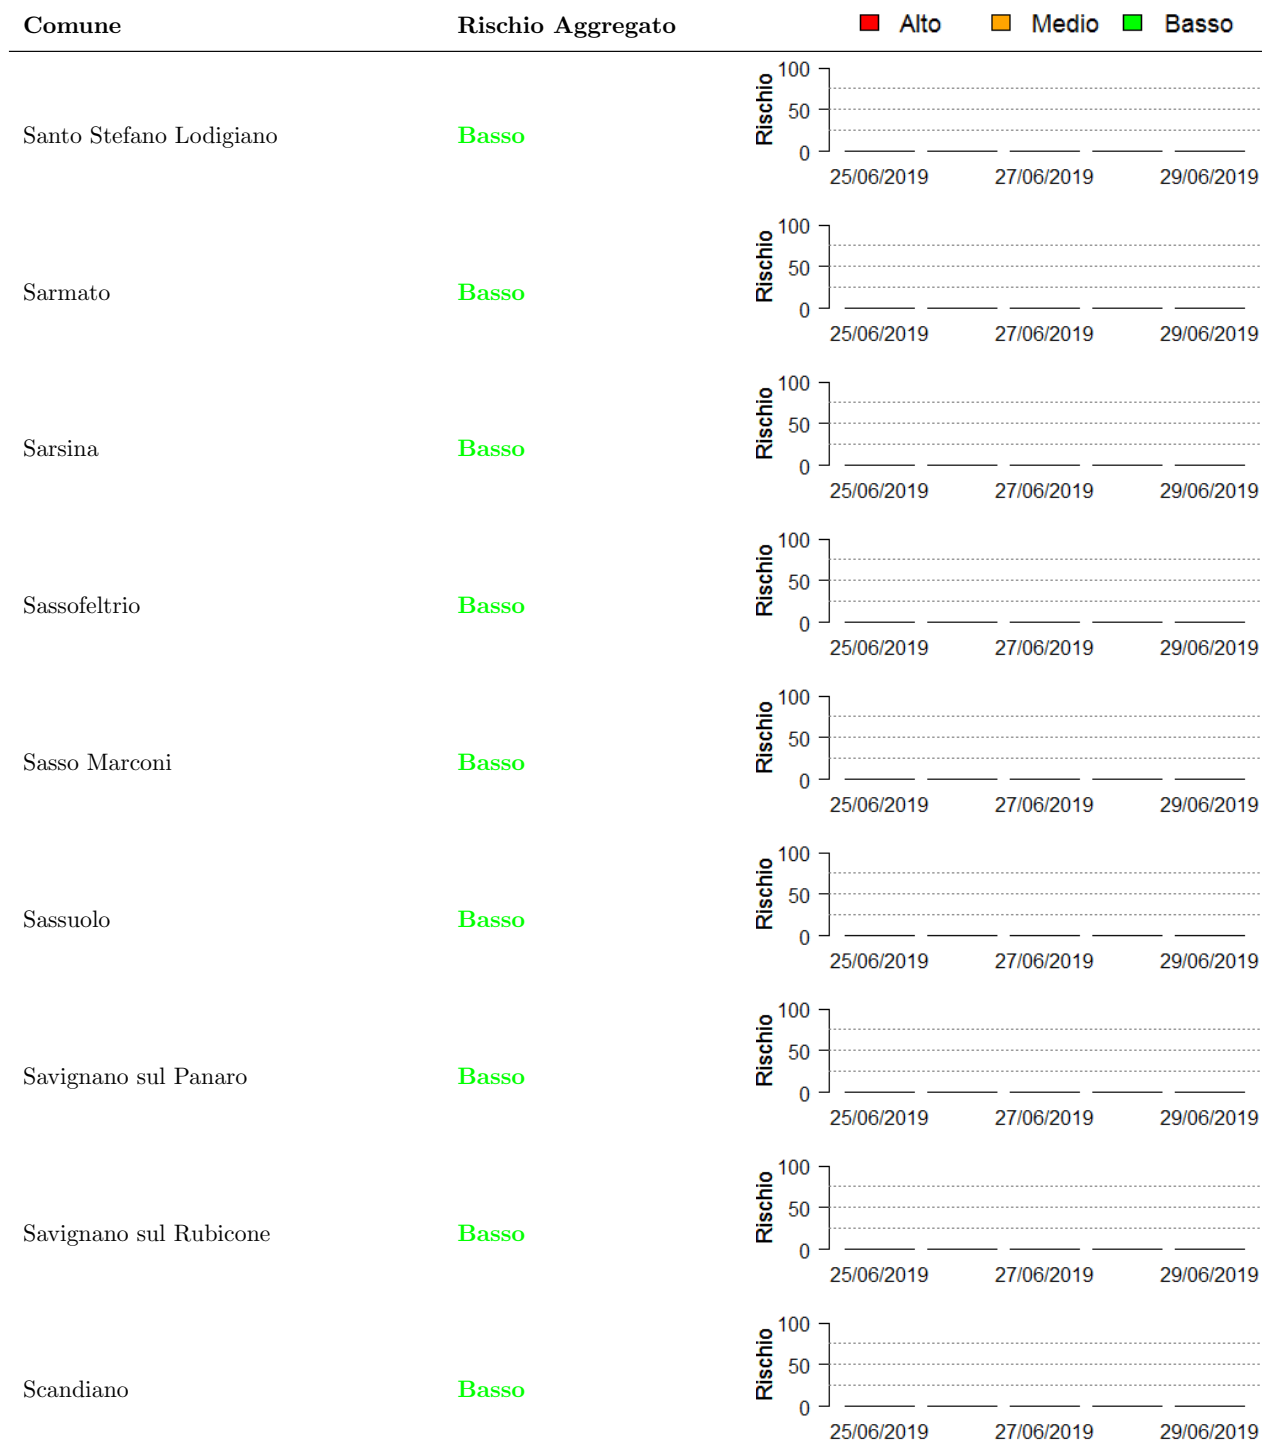 Comune Rischio Aggregato Alto Medio Basso
Santo Stefano Lodigiano Basso
Rischio
100
50
0
25/06/2019 27/06/2019 29/06/2019
Sarmato Basso
Rischio
100
50
0
25/06/2019 27/06/2019 29/06/2019
Sarsina Basso
Rischio
100
50
0
25/06/2019 27/06/2019 29/06/2019
Sassofeltrio Basso
Rischio
100
50
0
25/06/2019 27/06/2019 29/06/2019
Sasso Marconi Basso
Rischio
100
50
0
25/06/2019 27/06/2019 29/06/2019
Sassuolo Basso
Rischio
100
50
0
25/06/2019 27/06/2019 29/06/2019
Savignano sul Panaro Basso
Rischio
100
50
0
25/06/2019 27/06/2019 29/06/2019
Savignano sul Rubicone Basso
Rischio
100
50
0
25/06/2019 27/06/2019 29/06/2019
Scandiano Basso
Rischio
100
50
0
25/06/2019 27/06/2019 29/06/2019